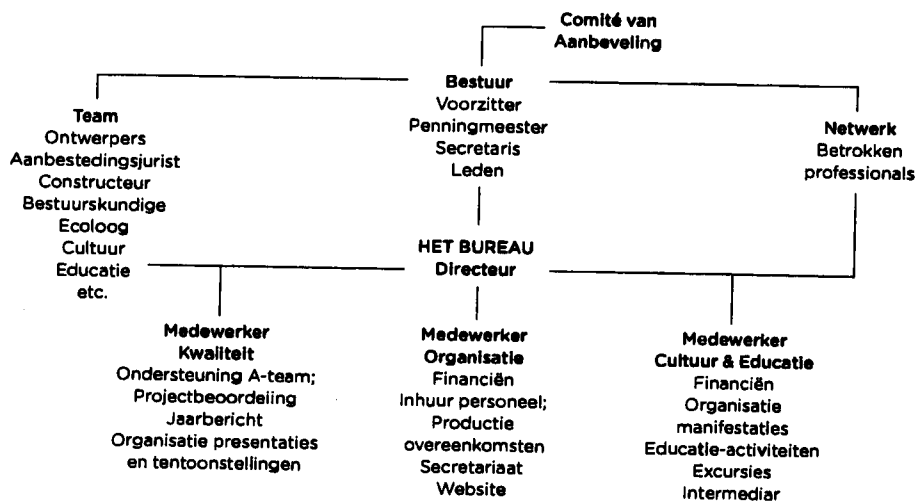 Comité van
Aanbeveling
Bestuur
Voorzitter
Penningmeester
Secretaris
Leden
Team
Ontwerpers
Aanbestedingsjurist
Constructeur
Bestuurskundige
Ecoloog
Cultuur
Educatie
etc.
Netwerk
Betrokken
professionals
HET BUREAU
Directeur
Medewerker
Kwaliteit
Ondersteuning A-team;
Projectbeoordeling
Jaarbericht
Organisatie presentaties
en tentoonstellingen
Medewerker
Organisatie
Financiën
Inhuur personeel;
Productie
overeenkomsten
Secretariaat
Website
Medewerker
Cultuur & Educatie
Financiën
Organisatie
manifestaties
Educatie-activiteiten
Excursies
Intermediar